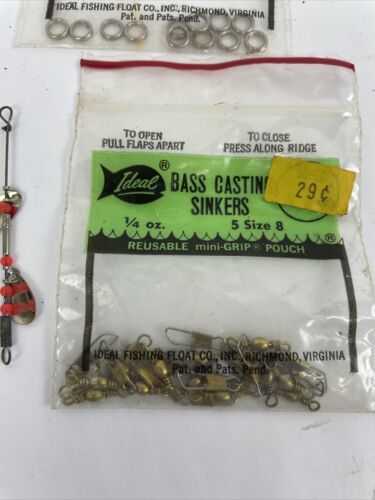 IDEAL FISHING FLOAT CO., INC., RICHMOND, VIRGINIA
Pat. and Pats. Pend.
TO OPEN
PULL FLAPS APART
TO CLOSE
PRESS ALONG RIDGE
Ideal ®
BASS CASTING
SINKERS
29¢
1/4 oz.
5 Size 8
REUSABLE mini-GRIP® POUCH
®
IDEAL FISHING FLOAT CO., INC., RICHMOND, VIRGINIA
Pat. and Pats. Pend.